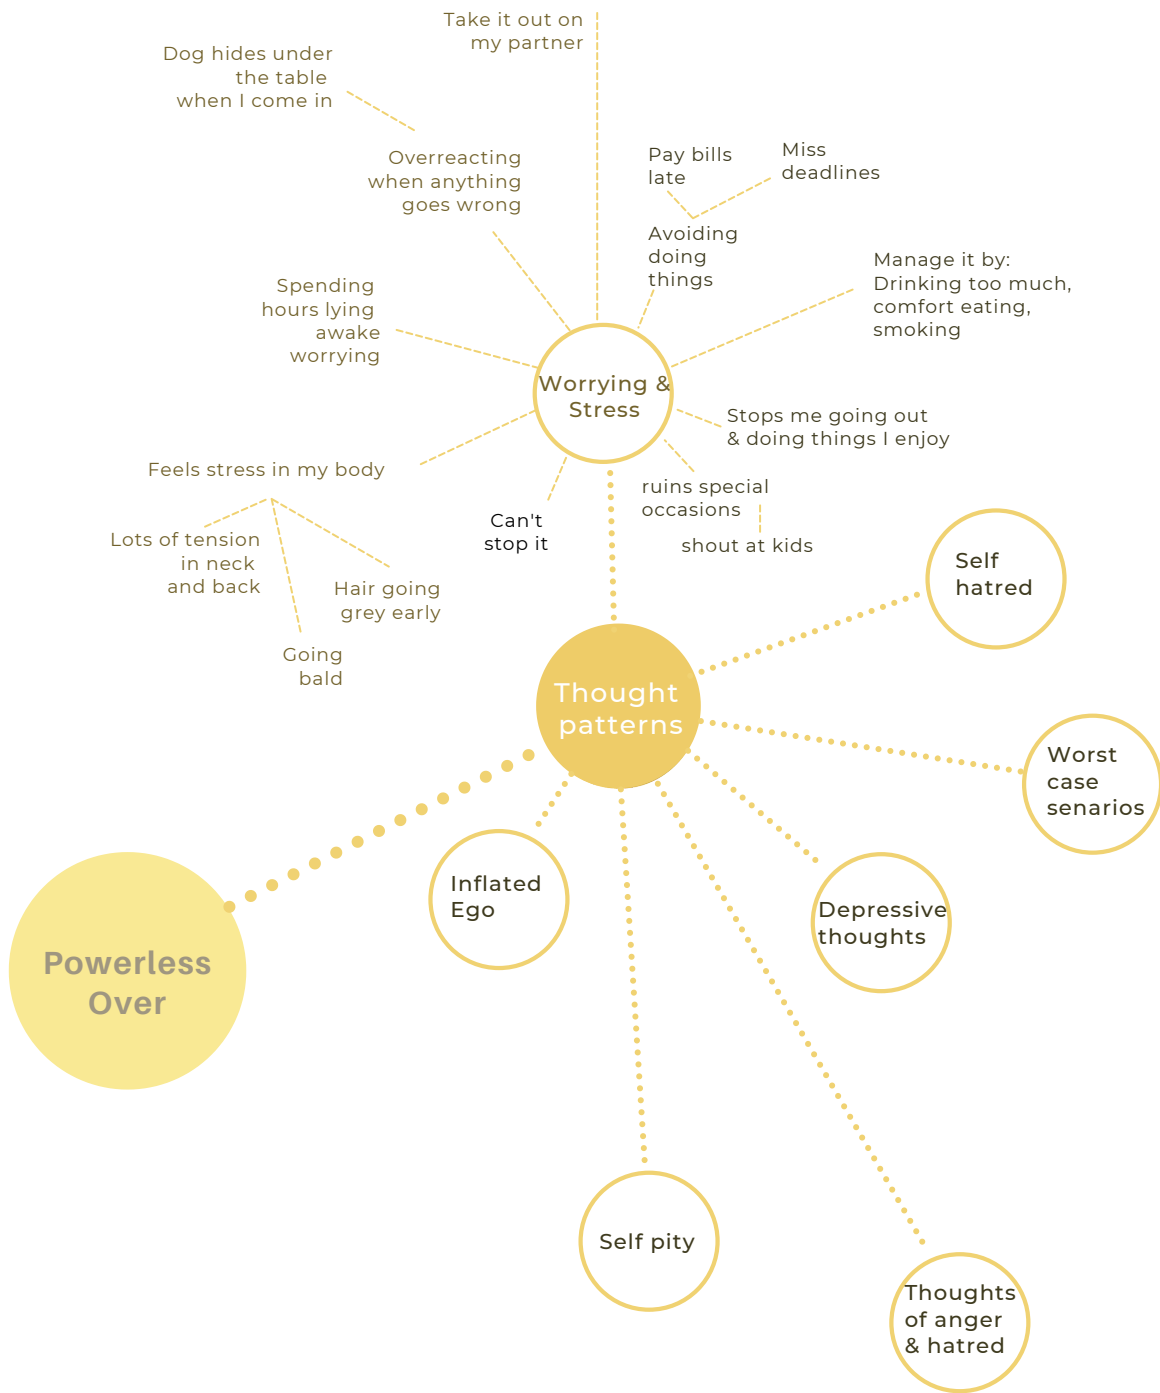 Take it out on
my partner
Dog hides under
the table
when I come in
Overreacting
when anything
goes wrong
Pay bills
late
Miss
deadlines
Avoiding
doing
things
Manage it by:
Drinking too much,
comfort eating,
smoking
Spending
hours lying
awake
worrying
Worrying &
Stress
Stops me going out
& doing things I enjoy
Feels stress in my body
ruins special
occasions
shout at kids
Can't
stop it
Lots of tension
in neck
and back
Hair going
grey early
Going
bald
Self
hatred
Thought
patterns
Worst
case
senarios
Inflated
Ego
Depressive
thoughts
Powerless
Over
Self pity
Thoughts
of anger
& hatred